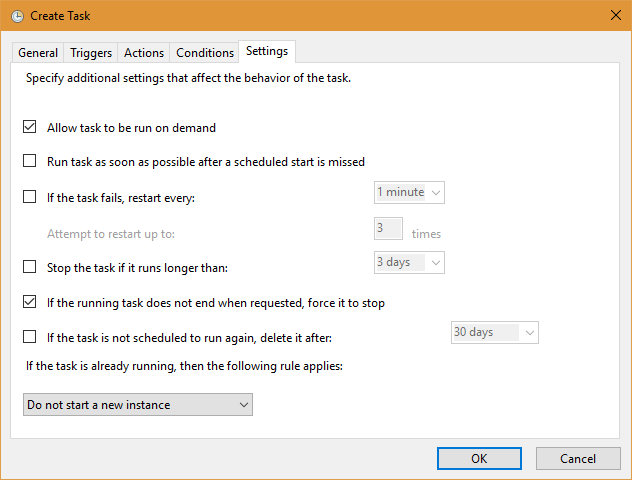 Create Task
General Triggers Actions Conditions Settings
Specify additional settings that affect the behavior of the task.
Allow task to be run on demand
Run task as soon as possible after a scheduled start is missed
If the task fails, restart every: 1 minute
Attempt to restart up to: 3 times
Stop the task if it runs longer than: 3 days
If the running task does not end when requested, force it to stop
If the task is not scheduled to run again, delete it after: 30 days
If the task is already running, then the following rule applies:
Do not start a new instance
OK Cancel